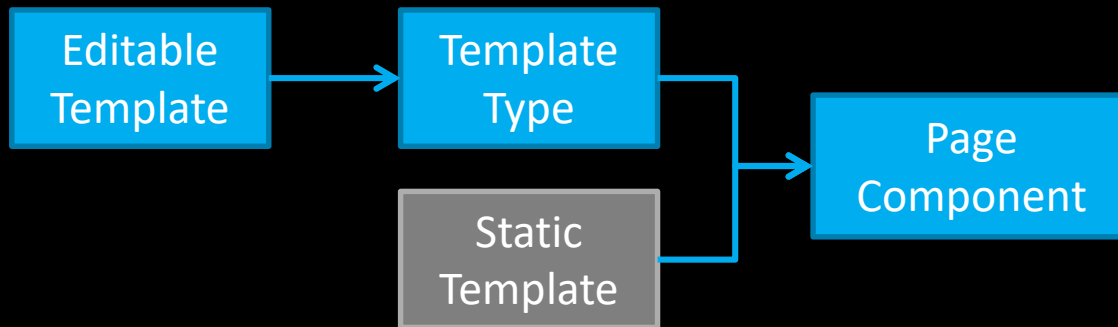 Editable
Template
Template
Type
Page
Component
Static
Template